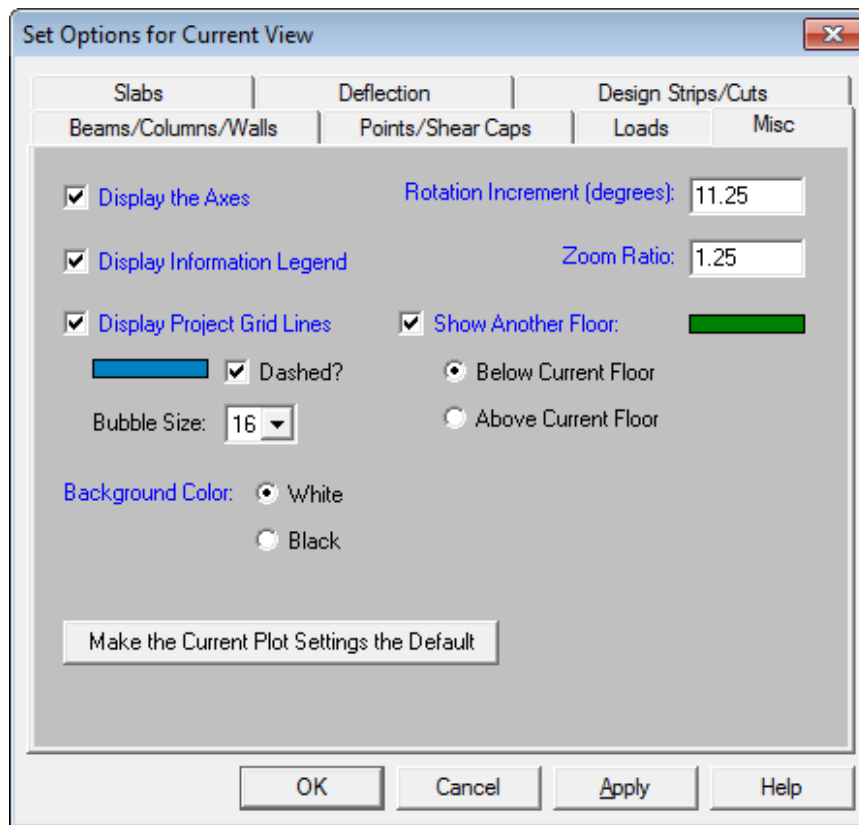 Set Options for Current View
Slabs Deflection Design Strips/Cuts
Beams/Columns/Walls Points/Shear Caps Loads Misc
Display the Axes Rotation Increment (degrees): 11.25
Display Information Legend Zoom Ratio: 1.25
Display Project Grid Lines Show Another Floor:
Dashed? Below Current Floor
Bubble Size: 16 Above Current Floor
Background Color: White
Black
Make the Current Plot Settings the Default
OK Cancel Apply Help